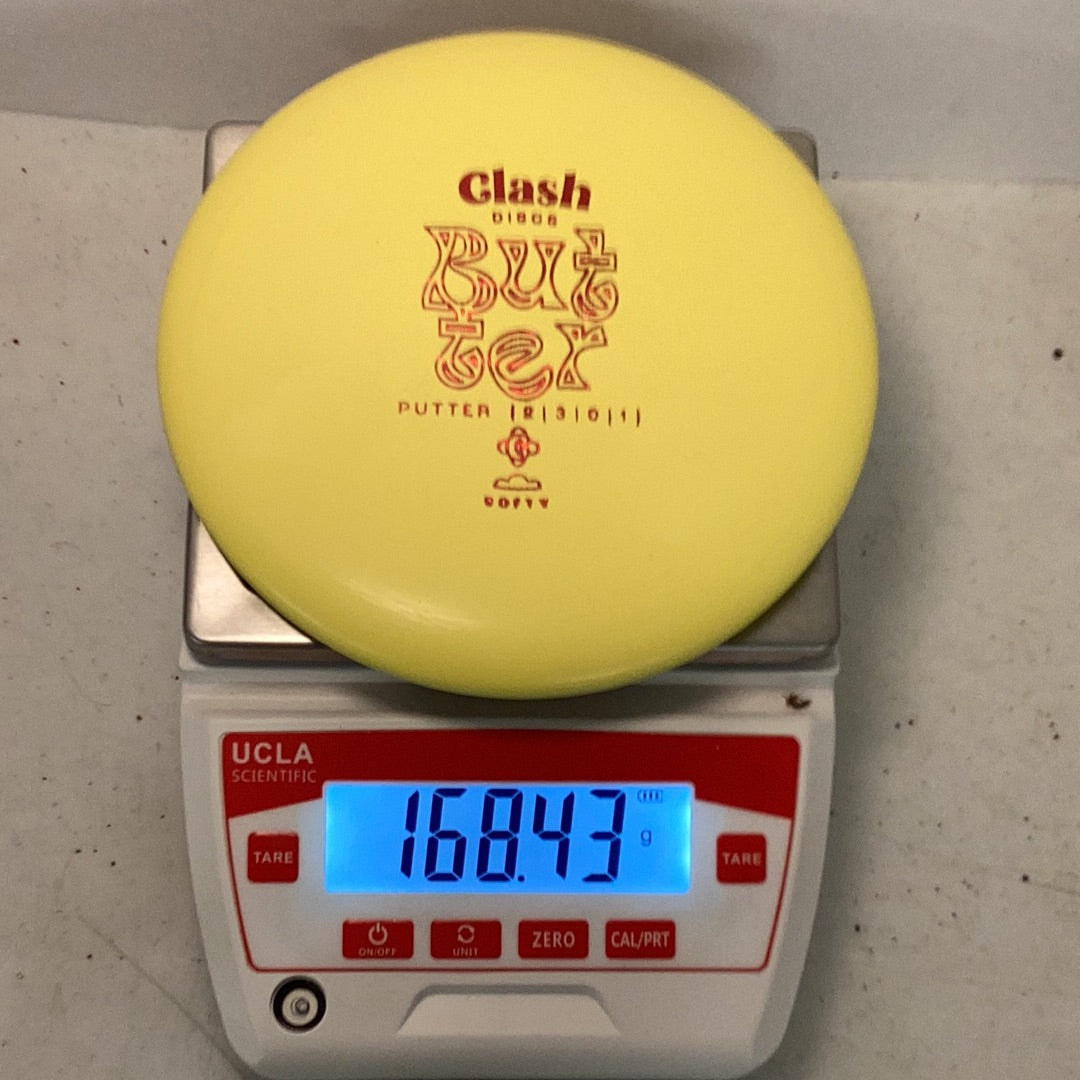 Clash
DISCS
But
ter
PUTTER | 2 | 3 | 0 | 1 |
SOFTY
UCLA
SCIENTIFIC
168.43 g
TARE
TARE
ON/OFF
UNIT
ZERO
CAL/PRT